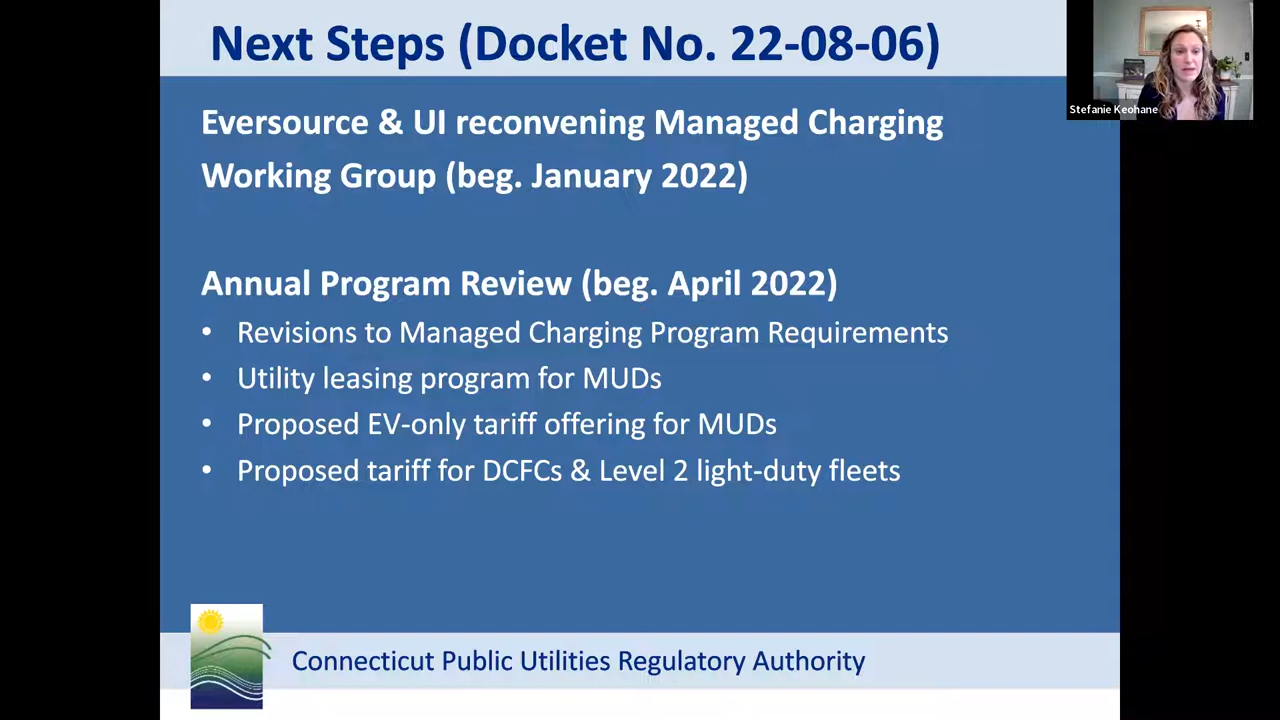 Next Steps (Docket No. 22-08-06)
Stefanie Keohane
Eversource & UI reconvening Managed Charging
Working Group (beg. January 2022)
Annual Program Review (beg. April 2022)
• Revisions to Managed Charging Program Requirements
• Utility leasing program for MUDs
• Proposed EV-only tariff offering for MUDs
• Proposed tariff for DCFCs & Level 2 light-duty fleets
Connecticut Public Utilities Regulatory Authority